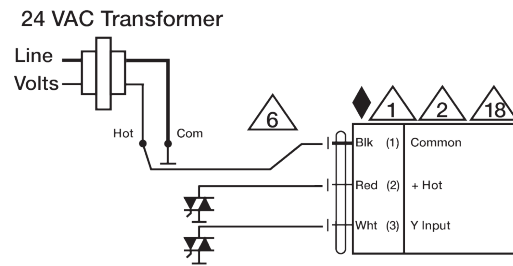 24 VAC Transformer
Line
Volts
Hot
Com
6
1
2
18
Blk (1) Common
Red (2) + Hot
Wht (3) Y Input